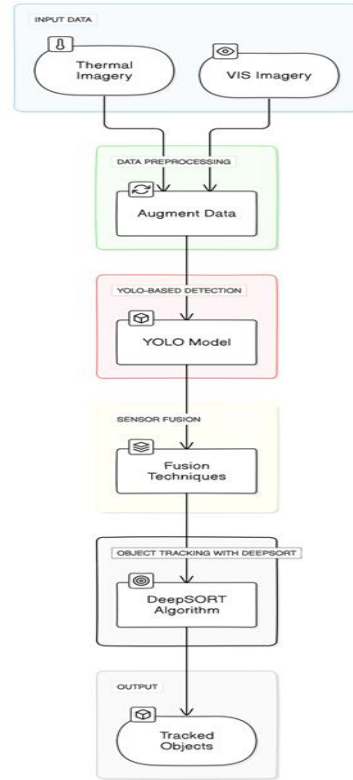 INPUT DATA
Thermal
Imagery
VIS Imagery
DATA PREPROCESSING
Augment Data
YOLO-BASED DETECTION
YOLO Model
SENSOR FUSION
Fusion
Techniques
OBJECT TRACKING WITH DEEPSORT
DeepSORT
Algorithm
OUTPUT
Tracked
Objects